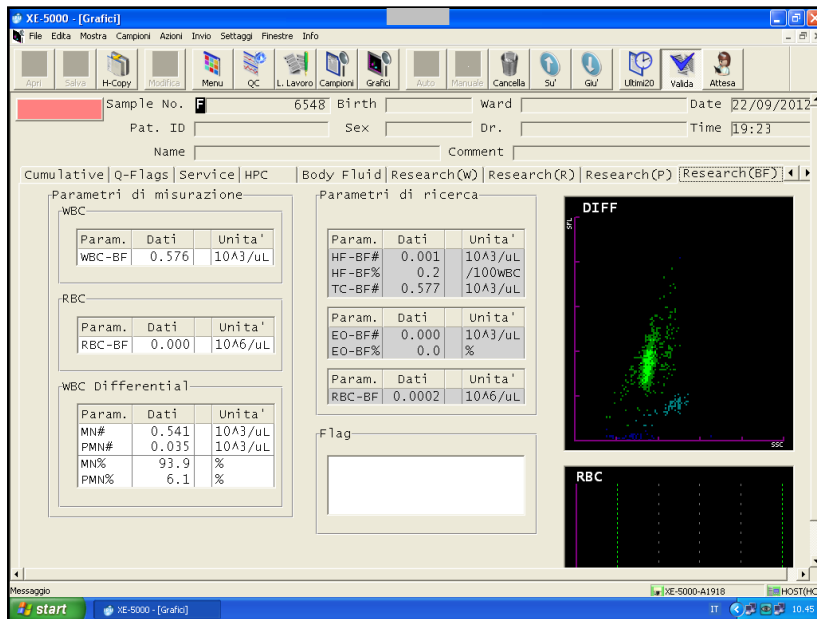 XE-5000 - [Grafici]
File Edita Mostra Campioni Azioni Invio Settaggi Finestre Info
Apri Salva H-Copy Modifica Menu QC L. Lavoro Campioni Grafici Auto Manuale Cancella Su' Giu' Ultimi20 Valida Attesa
Sample No. F 6548 Birth Ward Date 22/09/2012
Pat. ID Sex Dr. Time 19:23
Name Comment
Cumulative Q-Flags Service HPC Body Fluid Research(W) Research(R) Research(P) Research(BF)
Parametri di misurazione
WBC
Param. Dati Unita'
WBC-BF 0.576 10^3/uL
RBC
Param. Dati Unita'
RBC-BF 0.000 10^6/uL
WBC Differential
Param. Dati Unita'
MN# 0.541 10^3/uL
PMN# 0.035 10^3/uL
MN% 93.9 %
PMN% 6.1 %
Parametri di ricerca
Param. Dati Unita'
HF-BF# 0.001 10^3/uL
HF-BF% 0.2 /100WBC
TC-BF# 0.577 10^3/uL
Param. Dati Unita'
EO-BF# 0.000 10^3/uL
EO-BF% 0.0 %
Param. Dati Unita'
RBC-BF 0.0002 10^6/uL
Flag
DIFF
SFL
SSC
RBC
Messaggio
XE-5000-A1918 HOST(HC
start XE-5000 - [Grafici] IT 10.45